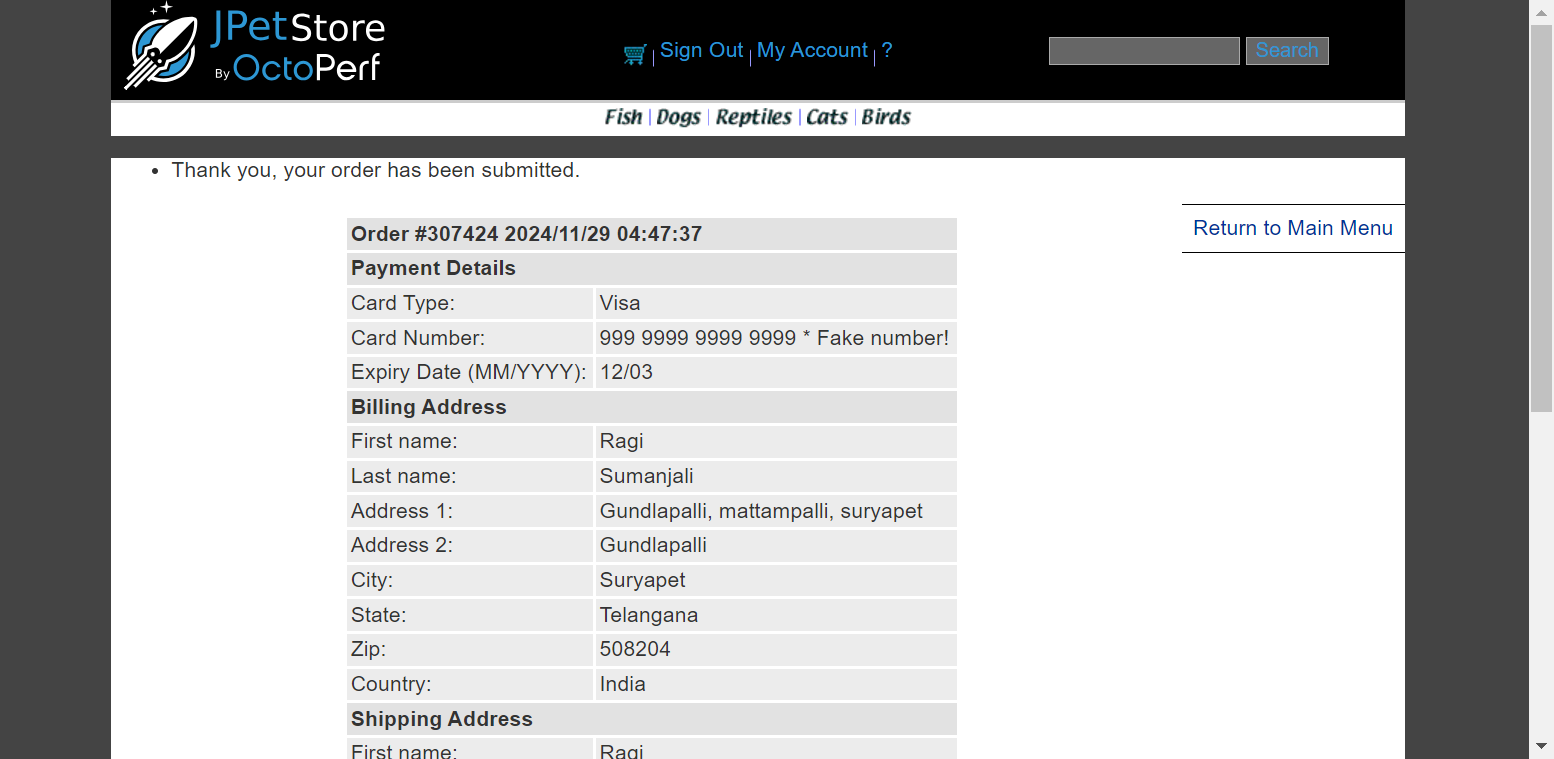 JPetStore
By OctoPerf
Sign Out My Account ?
Search
Fish Dogs Reptiles Cats Birds
Thank you, your order has been submitted.
Return to Main Menu
Order #307424 2024/11/29 04:47:37
Payment Details
Card Type: Visa
Card Number: 999 9999 9999 9999 * Fake number!
Expiry Date (MM/YYYY): 12/03
Billing Address
First name: Ragi
Last name: Sumanjali
Address 1: Gundlapalli, mattampalli, suryapet
Address 2: Gundlapalli
City: Suryapet
State: Telangana
Zip: 508204
Country: India
Shipping Address
First name: Ragi